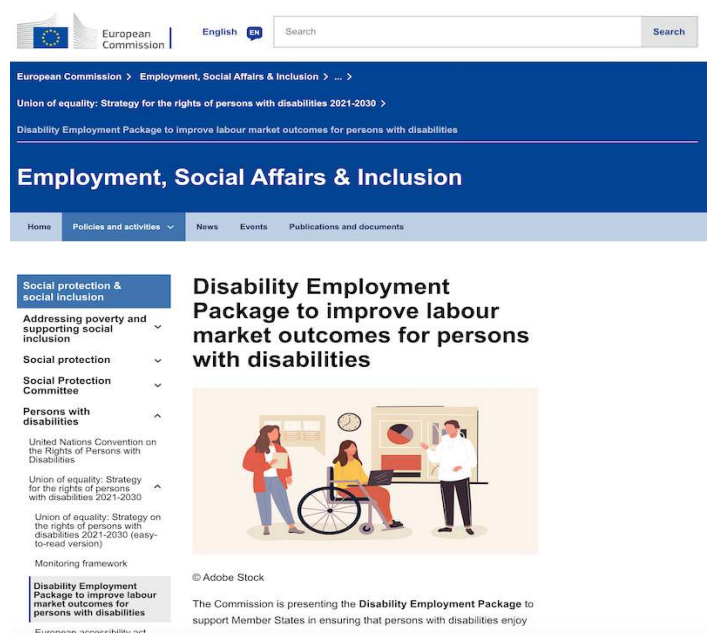 European
Commission
English EN
Search
Search
European Commission > Employment, Social Affairs & Inclusion > ... >
Union of equality: Strategy for the rights of persons with disabilities 2021-2030 >
Disability Employment Package to improve labour market outcomes for persons with disabilities
Employment, Social Affairs & Inclusion
Home
Policies and activities
News
Events
Publications and documents
Social protection &
social inclusion
Addressing poverty and
supporting social
inclusion
Social protection
Social Protection
Committee
Persons with
disabilities
United Nations Convention on
the Rights of Persons with
Disabilities
Union of equality: Strategy
for the rights of persons
with disabilities 2021-2030
Union of equality: Strategy on
the rights of persons with
disabilities 2021-2030 (easy-
to-read version)
Monitoring framework
Disability Employment
Package to improve labour
market outcomes for
persons with disabilities
European accessibility act
Disability Employment
Package to improve labour
market outcomes for persons
with disabilities
© Adobe Stock
The Commission is presenting the Disability Employment Package to
support Member States in ensuring that persons with disabilities enjoy